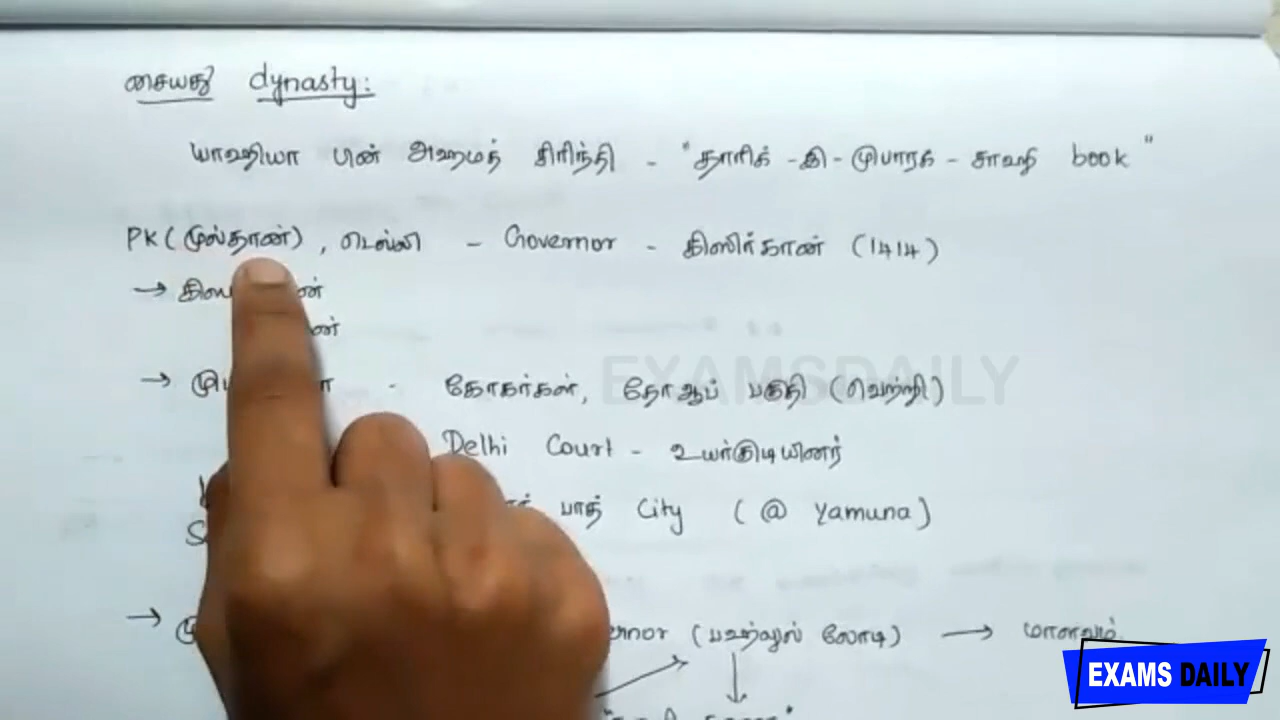 சையது dynasty:
யாஹியா பின் அஹமத் சிரிந்தி - "தாரிக் -இ - முபாரக் - சாஹி book"
PK (முல்தான்) , டெல்லி - Governor - கிஸிர்கான் (1414)
→ கிஸ ன்
ன்
→ முப ா - கோகர்கள், தோஆப் பகுதி (வெற்றி)
EXAMSDAILY
Delhi Court - உயர்குடியினர்
பாத் City ( @ Yamuna )
→ மு ernor (பஹ்லுல் லோடி) → மாளவம்
EXAMS DAILY